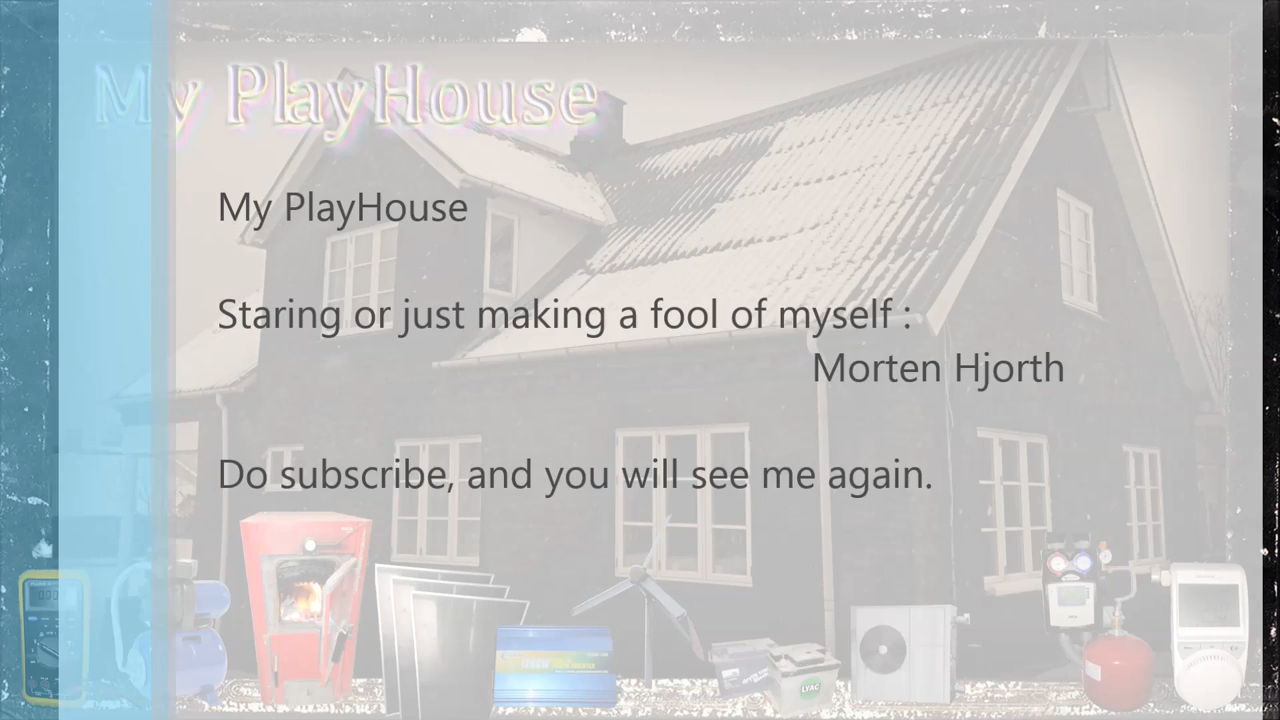 My PlayHouse
My PlayHouse
Staring or just making a fool of myself :
Morten Hjorth
Do subscribe, and you will see me again.
LYAC